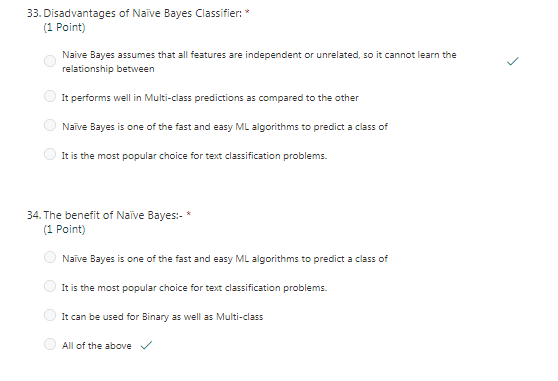 33. Disadvantages of Naïve Bayes Classifier: *
(1 Point)
Naive Bayes assumes that all features are independent or unrelated, so it cannot learn the
relationship between
It performs well in Multi-class predictions as compared to the other
Naïve Bayes is one of the fast and easy ML algorithms to predict a class of
It is the most popular choice for text classification problems.
34. The benefit of Naïve Bayes:- *
(1 Point)
Naïve Bayes is one of the fast and easy ML algorithms to predict a class of
It is the most popular choice for text classification problems.
It can be used for Binary as well as Multi-class
All of the above